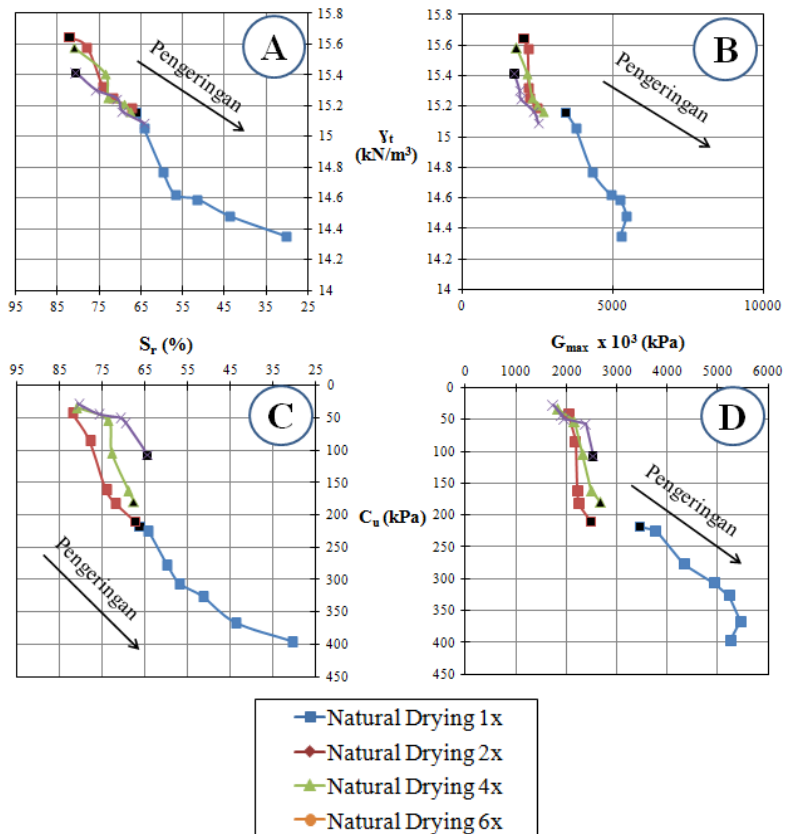 15.8
15.6
15.4
15.2
15
14.8
14.6
14.4
14.2
14
95 85 75 65 55 45 35 25
A
Pengeringan
γt
(kN/m³)
15.8
15.6
15.4
15.2
15
14.8
14.6
14.4
14.2
14
0 5000 10000
B
Pengeringan
Sr (%)
95 85 75 65 55 45 35 25
0
50
100
150
200
250
300
350
400
450
C
Pengeringan
Cu (kPa)
Gmax x 10³ (kPa)
0 1000 2000 3000 4000 5000 6000
0
50
100
150
200
250
300
350
400
450
D
Pengeringan
Natural Drying 1x
Natural Drying 2x
Natural Drying 4x
Natural Drying 6x